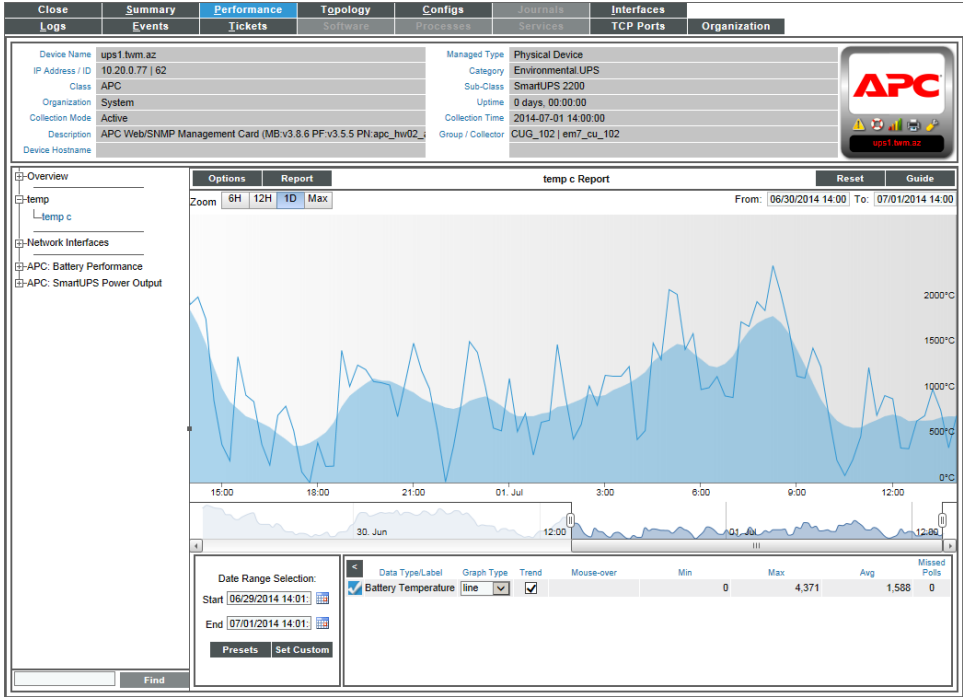 Close Summary Performance Topology Configs Journals Interfaces
Logs Events Tickets Software Processes Services TCP Ports Organization
Device Name ups1.twm.az Managed Type Physical Device
IP Address / ID 10.20.0.77 | 62 Category Environmental.UPS
Class APC Sub-Class SmartUPS 2200
Organization System Uptime 0 days, 00:00:00
Collection Mode Active Collection Time 2014-07-01 14:00:00
Description APC Web/SNMP Management Card (MB:v3.8.6 PF:v3.5.5 PN:apc_hw02_ Group / Collector CUG_102 | em7_cu_102
Device Hostname
APC
ups1.twm.az
Overview
temp
temp c
Network Interfaces
APC: Battery Performance
APC: SmartUPS Power Output
Find
Options Report temp c Report Reset Guide
Zoom 6H 12H 1D Max From: 06/30/2014 14:00 To: 07/01/2014 14:00
2000°C
1500°C
1000°C
500°C
0°C
15:00 18:00 21:00 01. Jul 3:00 6:00 9:00 12:00
30. Jun 12:00 01. Jul 12:00
Date Range Selection:
Start 06/29/2014 14:01:
End 07/01/2014 14:01:
Presets Set Custom
< Data Type/Label Graph Type Trend Mouse-over Min Max Avg Missed Polls
Battery Temperature line 0 4,371 1,588 0